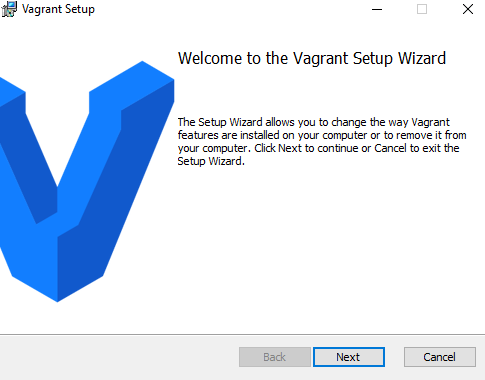 Vagrant Setup
Welcome to the Vagrant Setup Wizard
The Setup Wizard allows you to change the way Vagrant
features are installed on your computer or to remove it from
your computer. Click Next to continue or Cancel to exit the
Setup Wizard.
Back
Next
Cancel